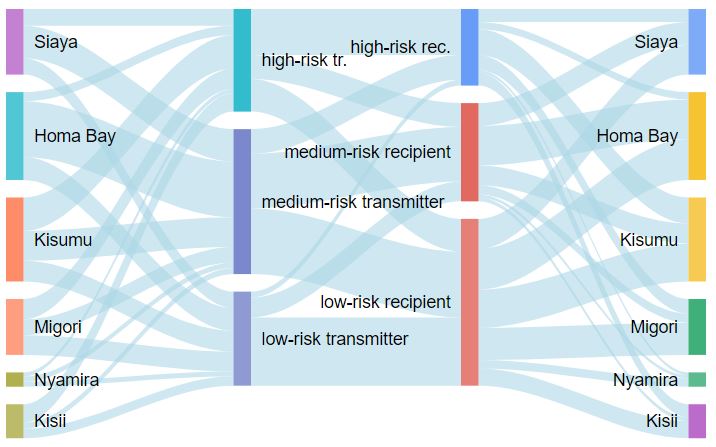 Siaya
Homa Bay
Kisumu
Migori
Nyamira
Kisii
high-risk tr.
medium-risk transmitter
low-risk transmitter
high-risk rec.
medium-risk recipient
low-risk recipient
Siaya
Homa Bay
Kisumu
Migori
Nyamira
Kisii